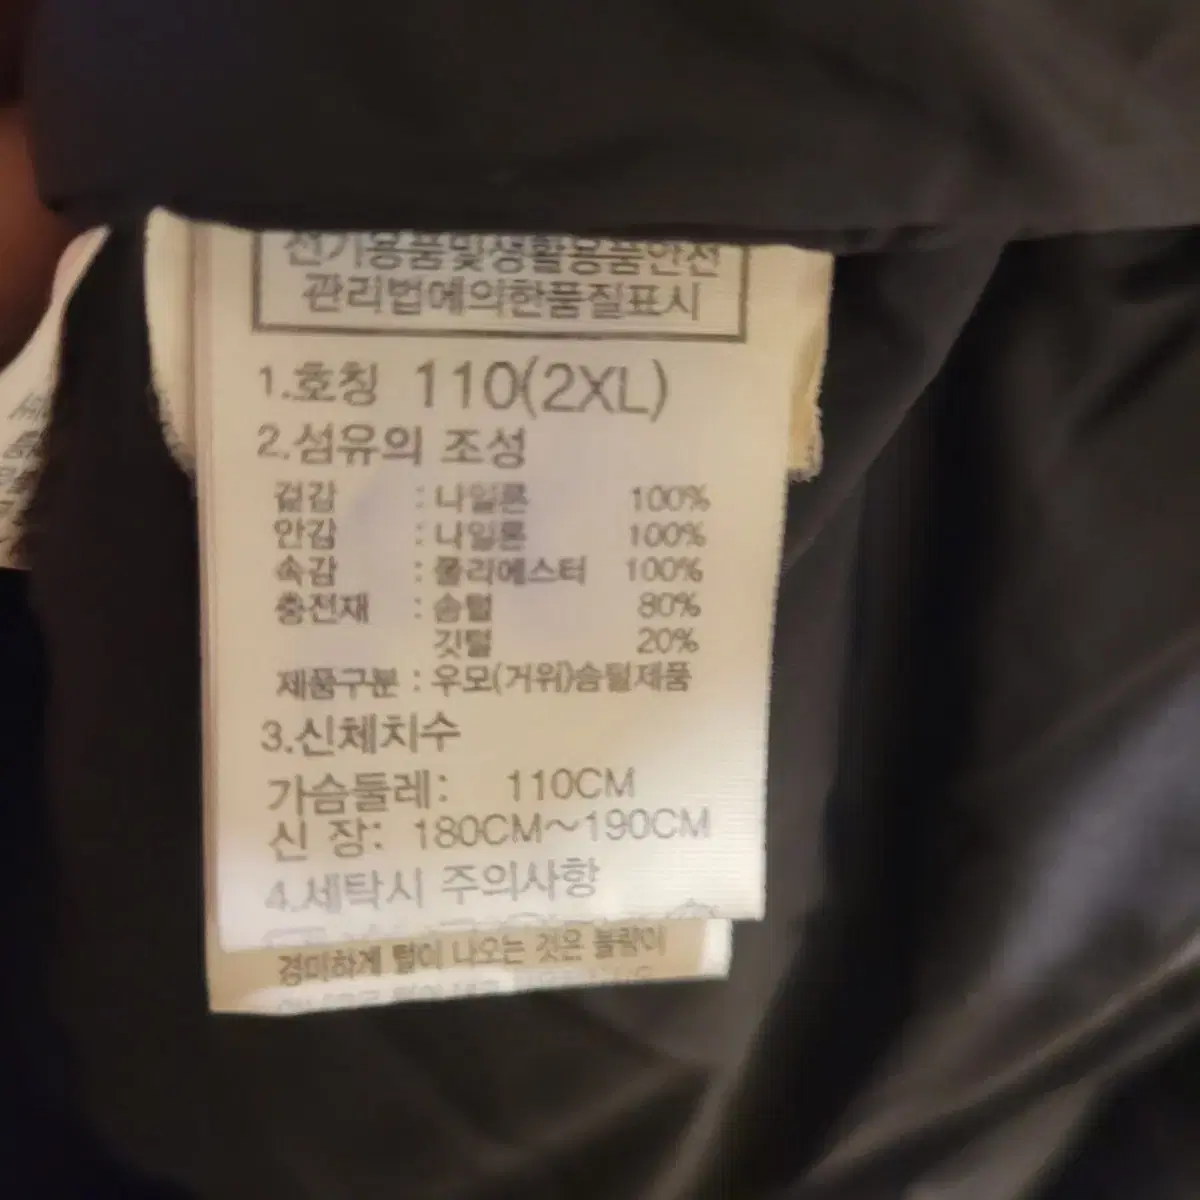 전기용품및생활용품안전
관리법에의한품질표시
1.호칭 110(2XL)
2.섬유의 조성
겉감 : 나일론 100%
안감 : 나일론 100%
속감 : 폴리에스터 100%
충전재 : 솜털 80%
깃털 20%
제품구분 : 우모(거위)솜털제품
3.신체치수
가슴둘레: 110CM
신 장: 180CM~190CM
4.세탁시 주의사항
경미하게 털이 나오는 것은 불량이